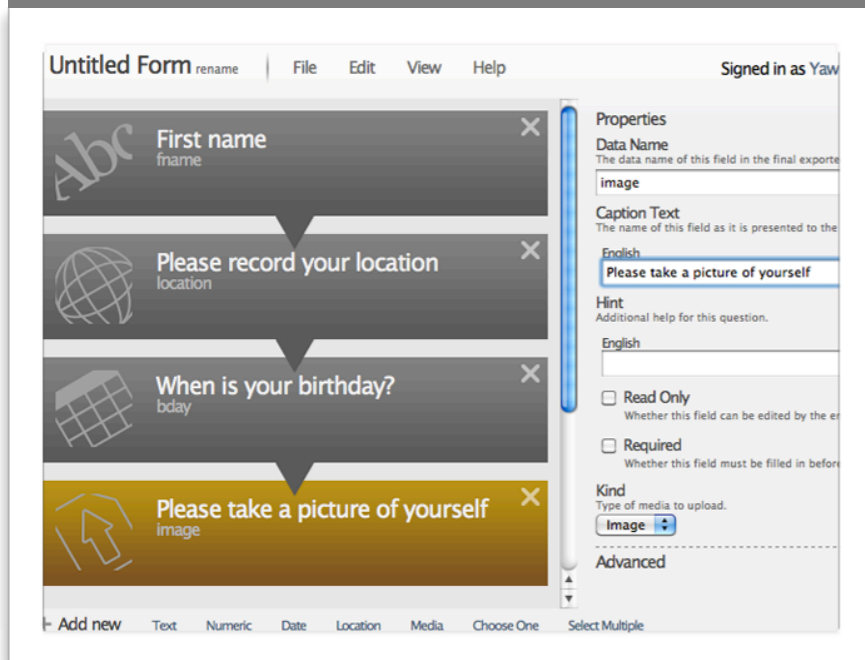 Untitled Form rename File Edit View Help Signed in as Yaw
Abc
First name
fname
Please record your location
location
When is your birthday?
bday
Please take a picture of yourself
image
Properties
Data Name
The data name of this field in the final exporte
image
Caption Text
The name of this field as it is presented to the
English
Please take a picture of yourself
Hint
Additional help for this question.
English
Read Only
Whether this field can be edited by the er
Required
Whether this field must be filled in before
Kind
Type of media to upload.
Image
Advanced
+ Add new Text Numeric Date Location Media Choose One Select Multiple